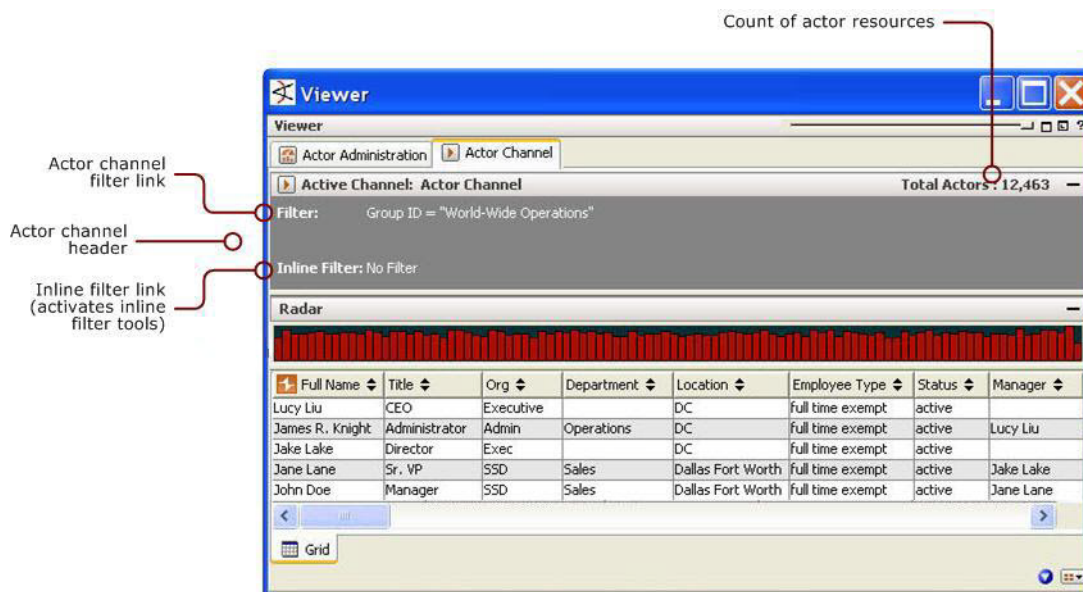 Count of actor resources
Viewer
Viewer
Actor Administration Actor Channel
Actor channel
filter link
Active Channel: Actor Channel Total Actors : 12,463
Filter: Group ID = "World-Wide Operations"
Actor channel
header
Inline Filter: No Filter
Inline filter link
(activates inline
filter tools)
Radar
Full Name Title Org Department Location Employee Type Status Manager
Lucy Liu CEO Executive DC full time exempt active
James R. Knight Administrator Admin Operations DC full time exempt active Lucy Liu
Jake Lake Director Exec DC full time exempt active
Jane Lane Sr. VP SSD Sales Dallas Fort Worth full time exempt active Jake Lake
John Doe Manager SSD Sales Dallas Fort Worth full time exempt active Jane Lane
Grid